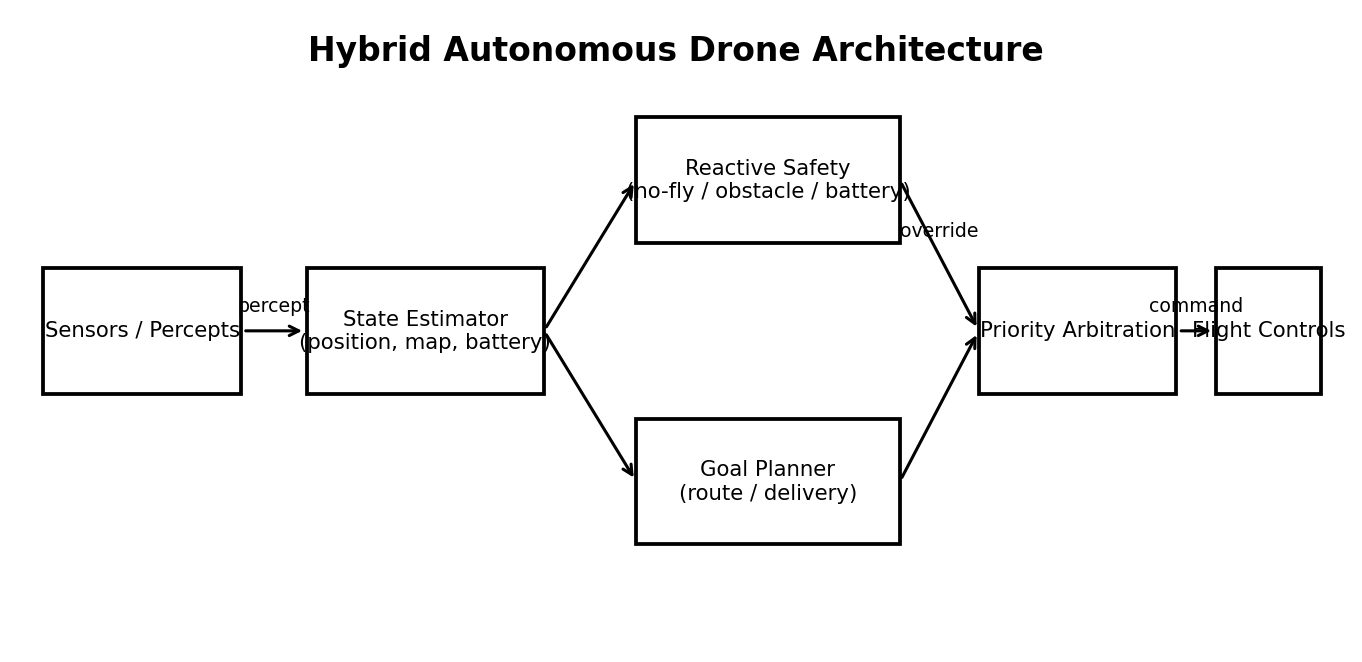 Hybrid Autonomous Drone Architecture
Reactive Safety
(no-fly / obstacle / battery)
override
percept
command
Sensors / Percepts
State Estimator
(position, map, battery)
Priority Arbitration
Flight Controls
Goal Planner
(route / delivery)